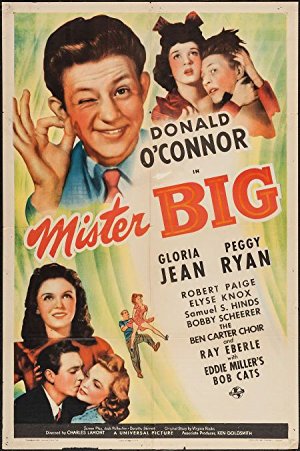 DONALD
O'CONNOR
IN
Mister BIG
GLORIA JEAN
PEGGY RYAN
ROBERT PAIGE
ELYSE KNOX
Samuel S. HINDS
BOBBY SCHEERER
THE
BEN CARTER CHOIR
and
RAY EBERLE
with
EDDIE MILLER'S
BOB CATS
Directed by CHARLES LAMONT
A UNIVERSAL PICTURE
Associate Producer, KEN GOLDSMITH